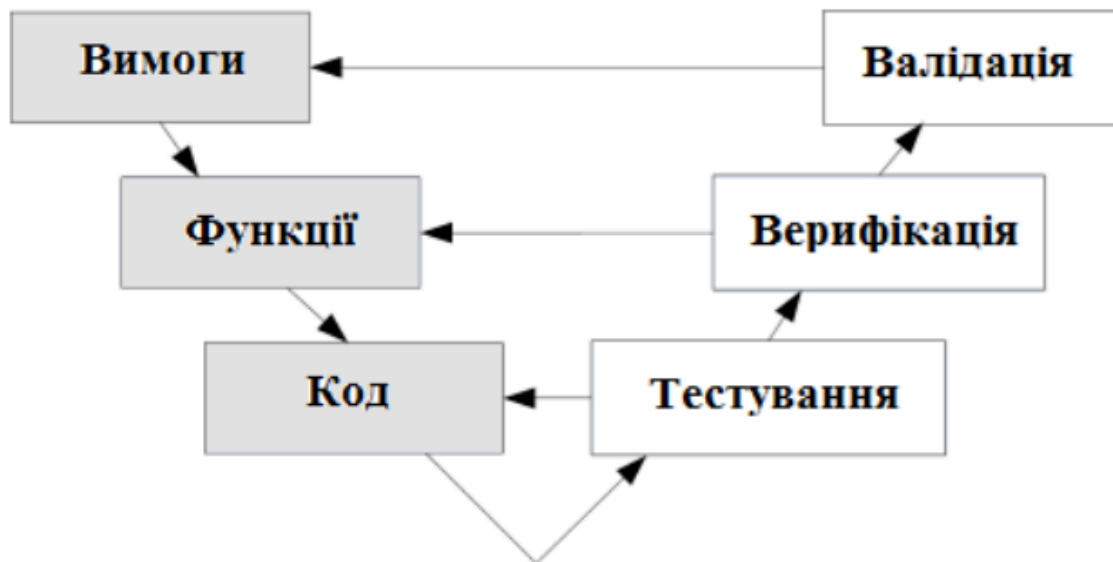 Вимоги
Валідація
Функції
Верифікація
Код
Тестування